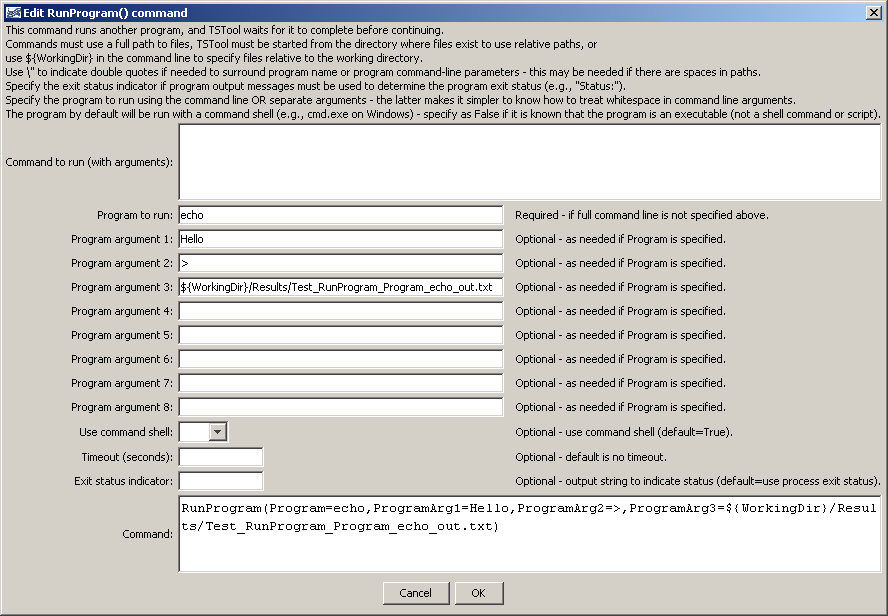 Edit RunProgram() command
This command runs another program, and TSTool waits for it to complete before continuing.
Commands must use a full path to files, TSTool must be started from the directory where files exist to use relative paths, or
use ${WorkingDir} in the command line to specify files relative to the working directory.
Use \" to indicate double quotes if needed to surround program name or program command-line parameters - this may be needed if there are spaces in paths.
Specify the exit status indicator if program output messages must be used to determine the program exit status (e.g., "Status:").
Specify the program to run using the command line OR separate arguments - the latter makes it simpler to know how to treat whitespace in command line arguments.
The program by default will be run with a command shell (e.g., cmd.exe on Windows) - specify as False if it is known that the program is an executable (not a shell command or script).
Command to run (with arguments):
Program to run: echo Required - if full command line is not specified above.
Program argument 1: Hello Optional - as needed if Program is specified.
Program argument 2: > Optional - as needed if Program is specified.
Program argument 3: ${WorkingDir}/Results/Test_RunProgram_Program_echo_out.txt Optional - as needed if Program is specified.
Program argument 4: Optional - as needed if Program is specified.
Program argument 5: Optional - as needed if Program is specified.
Program argument 6: Optional - as needed if Program is specified.
Program argument 7: Optional - as needed if Program is specified.
Program argument 8: Optional - as needed if Program is specified.
Use command shell: Optional - use command shell (default=True).
Timeout (seconds): Optional - default is no timeout.
Exit status indicator: Optional - output string to indicate status (default=use process exit status).
Command: RunProgram(Program=echo,ProgramArg1=Hello,ProgramArg2=>,ProgramArg3=${WorkingDir}/Resul
ts/Test_RunProgram_Program_echo_out.txt)
Cancel OK